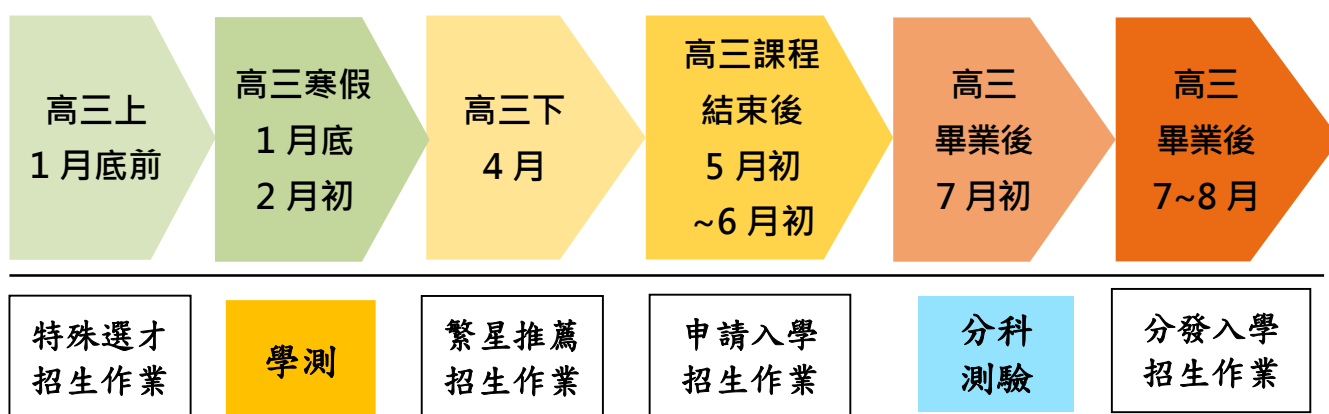 高三上
1 月底前
高三寒假
1 月底
2 月初
高三下
4 月
高三課程
結束後
5 月初
~6 月初
高三
畢業後
7 月初
高三
畢業後
7~8 月
特殊選才
招生作業
學測
繁星推薦
招生作業
申請入學
招生作業
分科
測驗
分發入學
招生作業